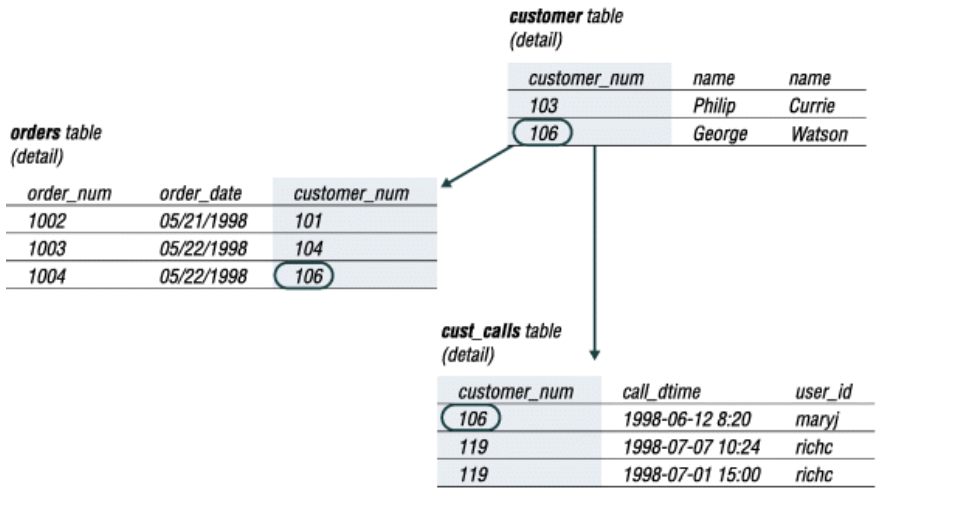 customer table
(detail)
customer_num name name
103 Philip Currie
106 George Watson
orders table
(detail)
order_num order_date customer_num
1002 05/21/1998 101
1003 05/22/1998 104
1004 05/22/1998 106
cust_calls table
(detail)
customer_num call_dtime user_id
106 1998-06-12 8:20 maryj
119 1998-07-07 10:24 richc
119 1998-07-01 15:00 richc